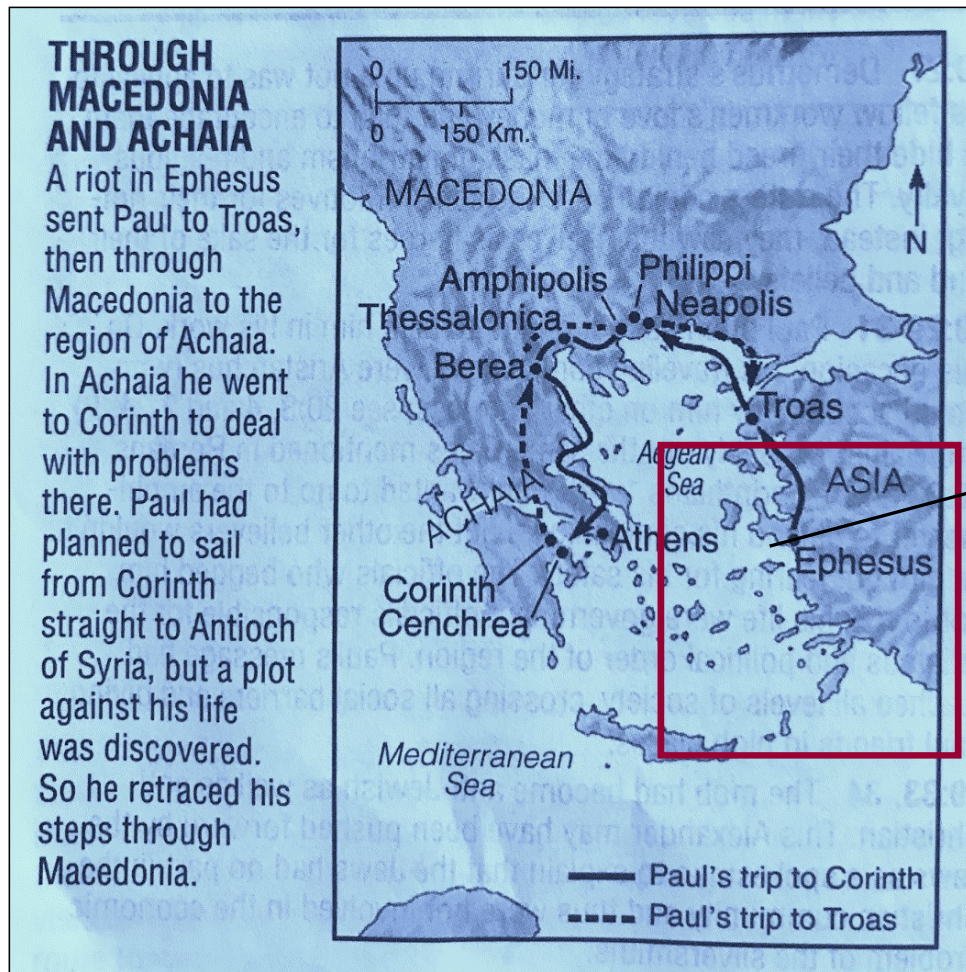 THROUGH
MACEDONIA
AND ACHAIA
A riot in Ephesus
sent Paul to Troas,
then through
Macedonia to the
region of Achaia.
In Achaia he went
to Corinth to deal
with problems
there. Paul had
planned to sail
from Corinth
straight to Antioch
of Syria, but a plot
against his life
was discovered.
So he retraced his
steps through
Macedonia.
0 150 Mi.
0 150 Km.
MACEDONIA
N
Philippi
Amphipolis
Neapolis
Thessalonica
Berea
Troas
Aegean
Sea
ASIA
ACHAIA
Athens
Ephesus
Corinth
Cenchrea
Mediterranean
Sea
Paul's trip to Corinth
Paul's trip to Troas